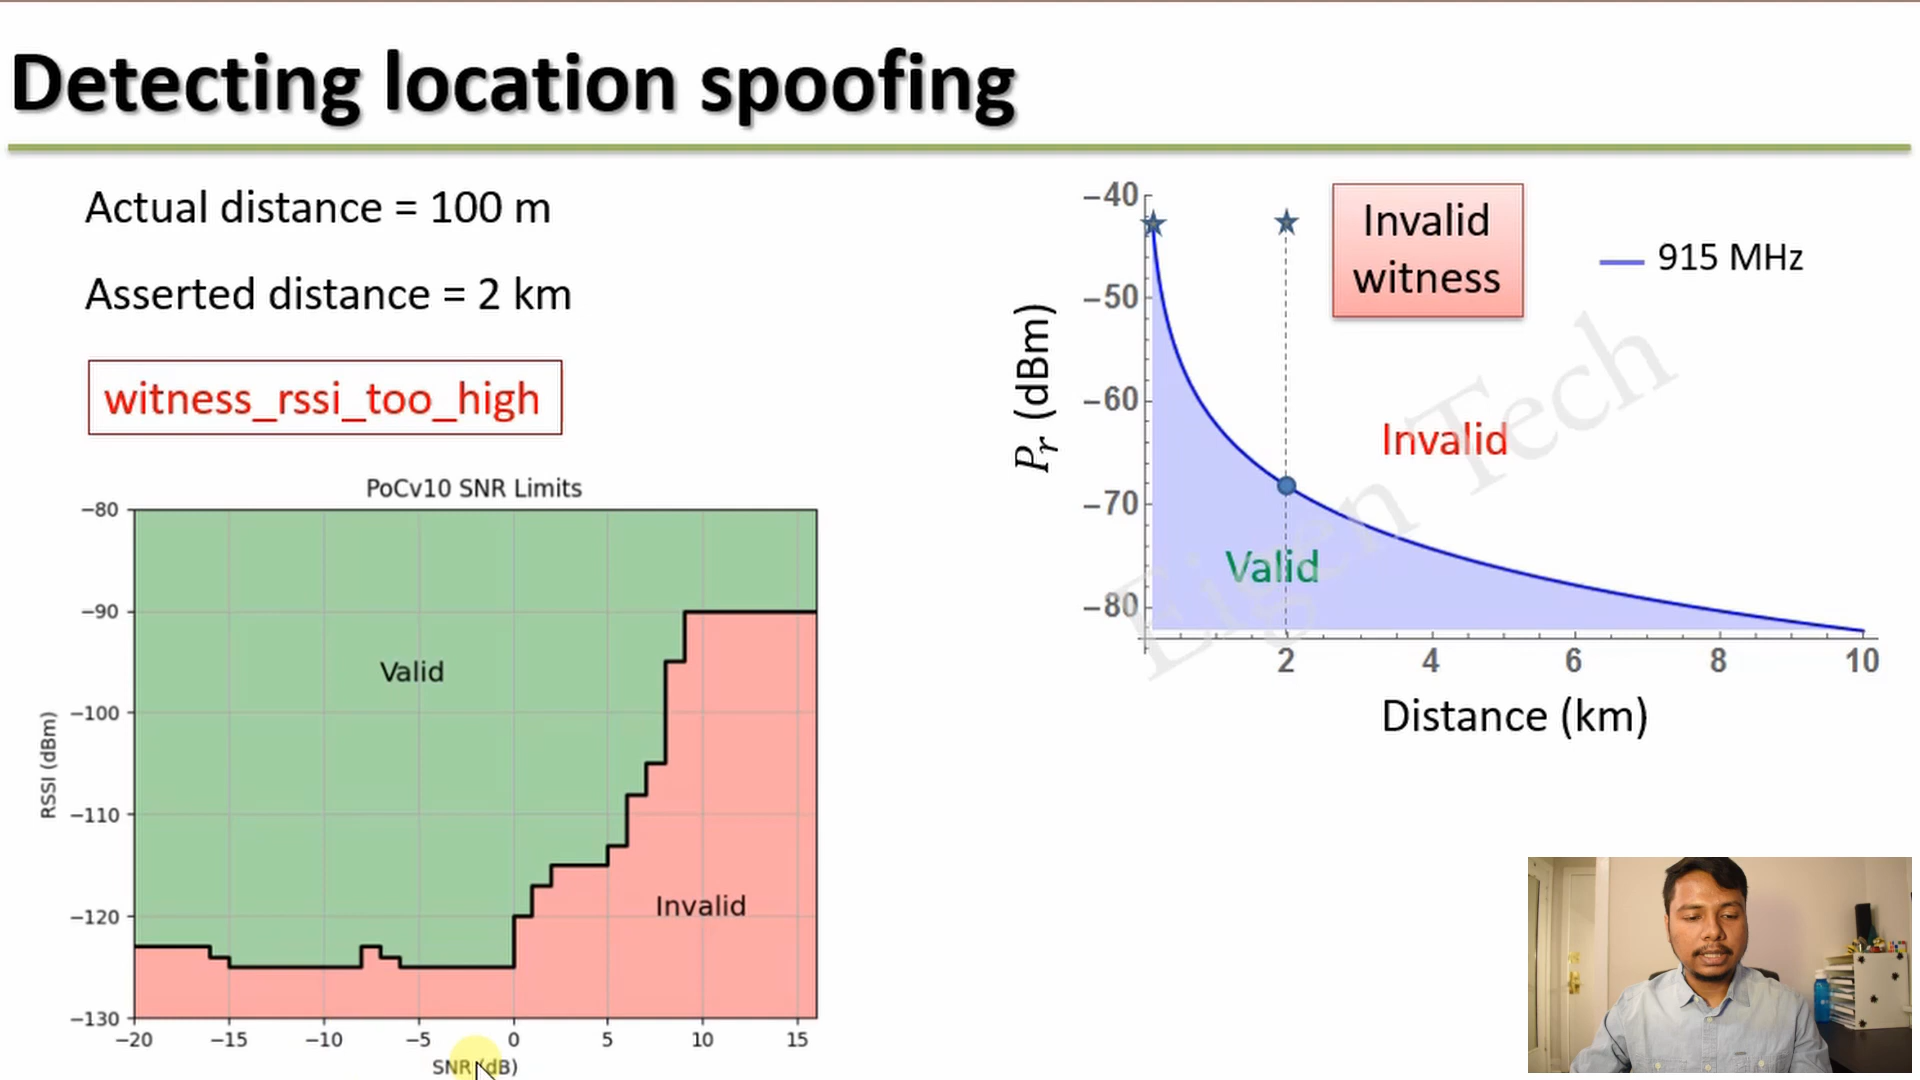 Detecting location spoofing
Actual distance = 100 m
Asserted distance = 2 km
witness_rssi_too_high
PoCv10 SNR Limits
−80
−90
−100
−110
−120
−130
RSSI (dBm)
Valid
Invalid
−20 −15 −10 −5 0 5 10 15
SNR (dB)
−40
−50
−60
−70
−80
Pr (dBm)
Invalid
witness
915 MHz
Invalid
Valid
Eigen Tech
2 4 6 8 10
Distance (km)